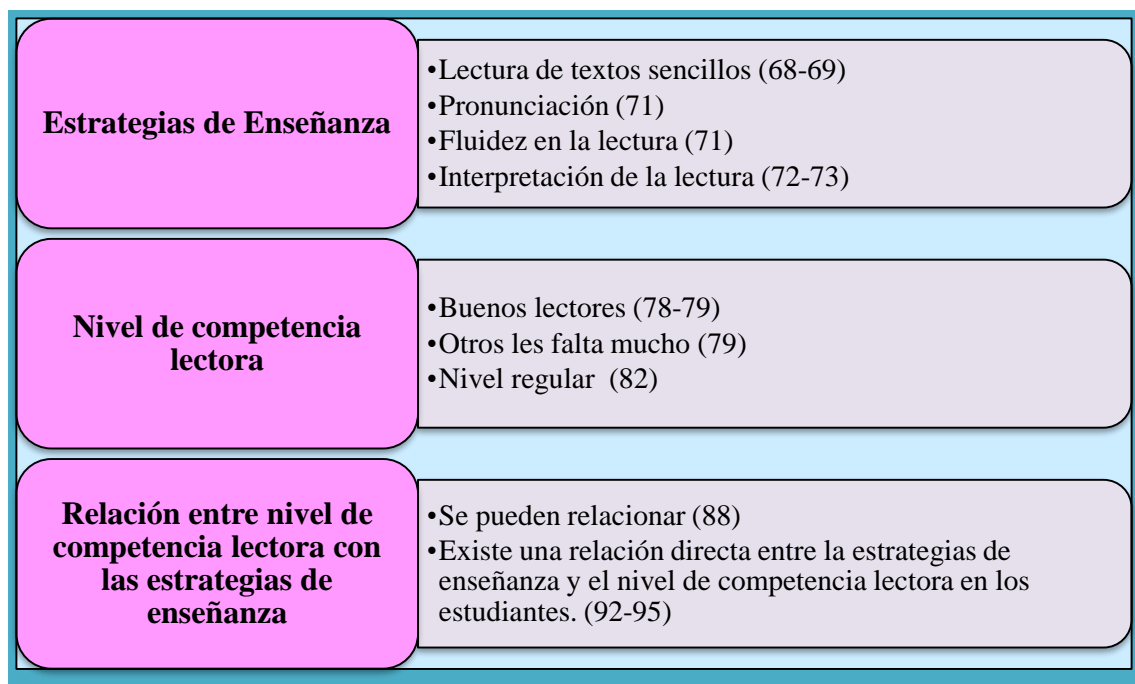 Estrategias de Enseñanza
•Lectura de textos sencillos (68-69)
•Pronunciación (71)
•Fluidez en la lectura (71)
•Interpretación de la lectura (72-73)
Nivel de competencia
lectora
•Buenos lectores (78-79)
•Otros les falta mucho (79)
•Nivel regular (82)
Relación entre nivel de
competencia lectora con
las estrategias de
enseñanza
•Se pueden relacionar (88)
•Existe una relación directa entre la estrategias de
enseñanza y el nivel de competencia lectora en los
estudiantes. (92-95)